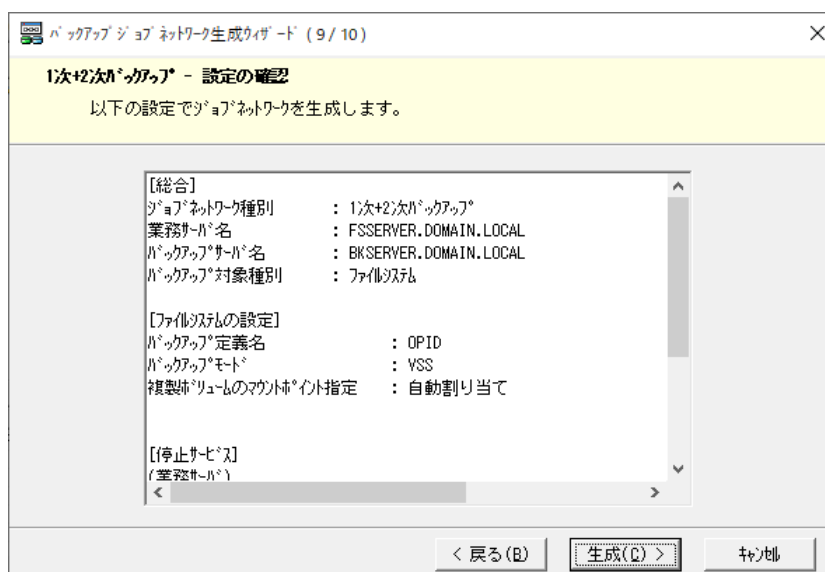 ﾊﾞｯｸｱｯﾌﾟｼﾞｮﾌﾞﾈｯﾄﾜｰｸ生成ｳｨｻﾞｰﾄﾞ (9/10)
1次+2次ﾊﾞｯｸｱｯﾌﾟ - 設定の確認
以下の設定でｼﾞｮﾌﾞﾈｯﾄﾜｰｸを生成します。
[総合]
ｼﾞｮﾌﾞﾈｯﾄﾜｰｸ種別 : 1次+2次ﾊﾞｯｸｱｯﾌﾟ
業務ｻｰﾊﾞ名 : FSSERVER.DOMAIN.LOCAL
ﾊﾞｯｸｱｯﾌﾟｻｰﾊﾞ名 : BKSERVER.DOMAIN.LOCAL
ﾊﾞｯｸｱｯﾌﾟ対象種別 : ﾌｧｲﾙｼｽﾃﾑ
[ﾌｧｲﾙｼｽﾃﾑの設定]
ﾊﾞｯｸｱｯﾌﾟ定義名 : OPID
ﾊﾞｯｸｱｯﾌﾟﾓｰﾄﾞ : VSS
複製ﾎﾞﾘｭｰﾑのﾏｳﾝﾄﾎﾟｲﾝﾄ指定 : 自動割り当て
[停止ｻｰﾋﾞｽ]
(業務ｻｰﾊﾞ)
< 戻る(B) 生成(C) > ｷｬﾝｾﾙ